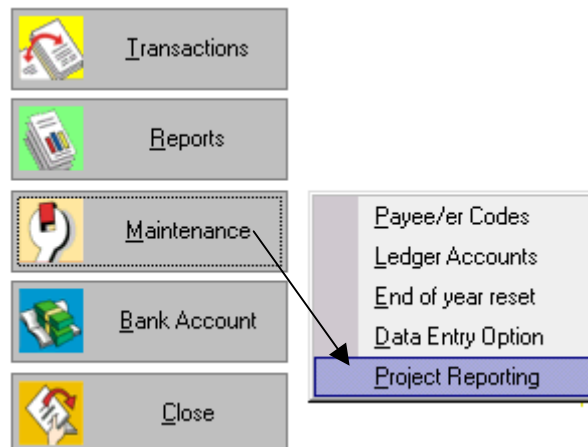 Transactions
Reports
Maintenance
Bank Account
Close
Payee/er Codes
Ledger Accounts
End of year reset
Data Entry Option
Project Reporting